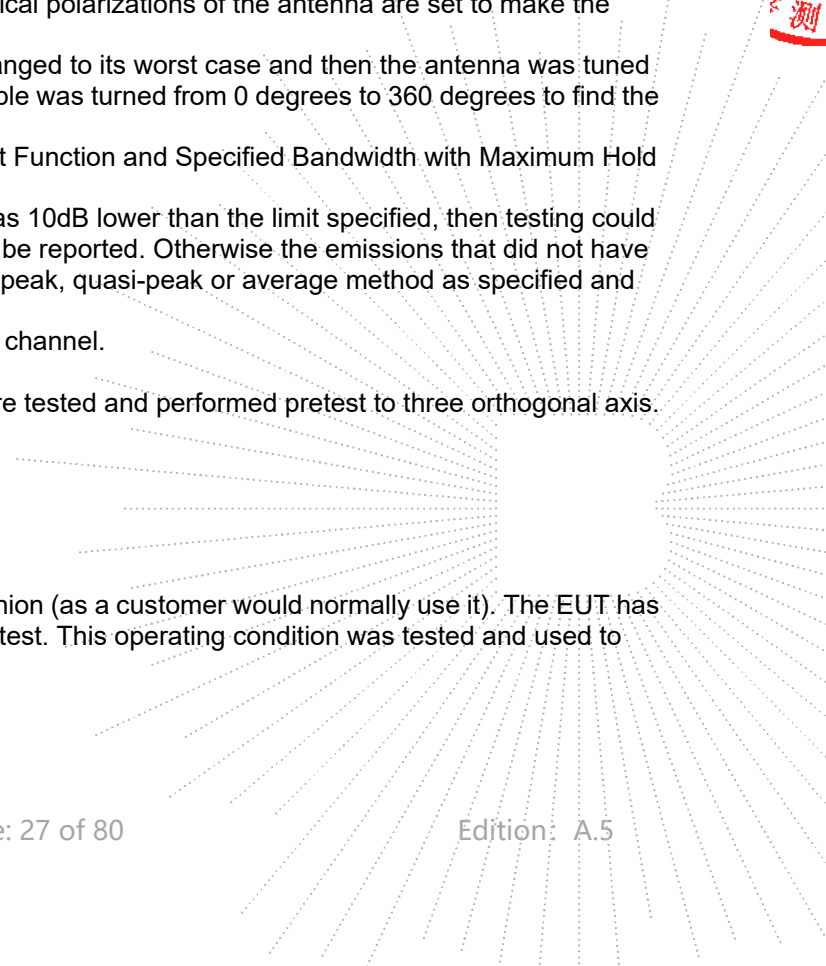 ical polarizations of the antenna are set to make the
测
anged to its worst case and then the antenna was tuned
ble was turned from 0 degrees to 360 degrees to find the
t Function and Specified Bandwidth with Maximum Hold
as 10dB lower than the limit specified, then testing could
be reported. Otherwise the emissions that did not have
peak, quasi-peak or average method as specified and
channel.
re tested and performed pretest to three orthogonal axis.
nion (as a customer would normally use it). The EUT has
test. This operating condition was tested and used to
e: 27 of 80 Edition: A.5